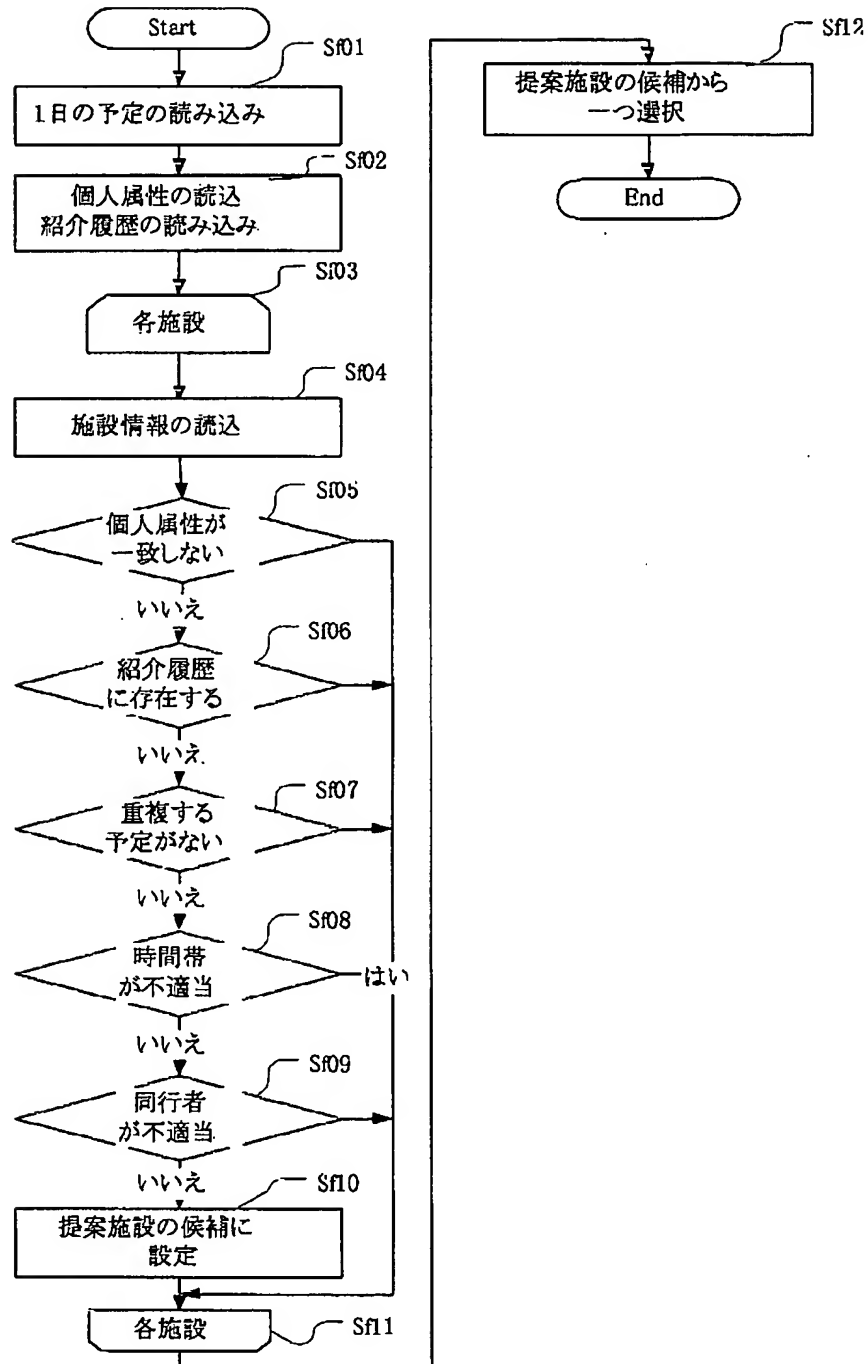 Start
Sf01
1日の予定の読み込み
Sf02
個人属性の読込
紹介履歴の読み込み
Sf03
各施設
Sf04
施設情報の読込
Sf05
個人属性が
一致しない
いいえ
Sf06
紹介履歴
に存在する
いいえ
Sf07
重複する
予定がない
いいえ
Sf08
時間帯
が不適当
はい
いいえ
Sf09
同行者
が不適当
いいえ
Sf10
提案施設の候補に
設定
各施設
Sf11
Sf12
提案施設の候補から
一つ選択
End